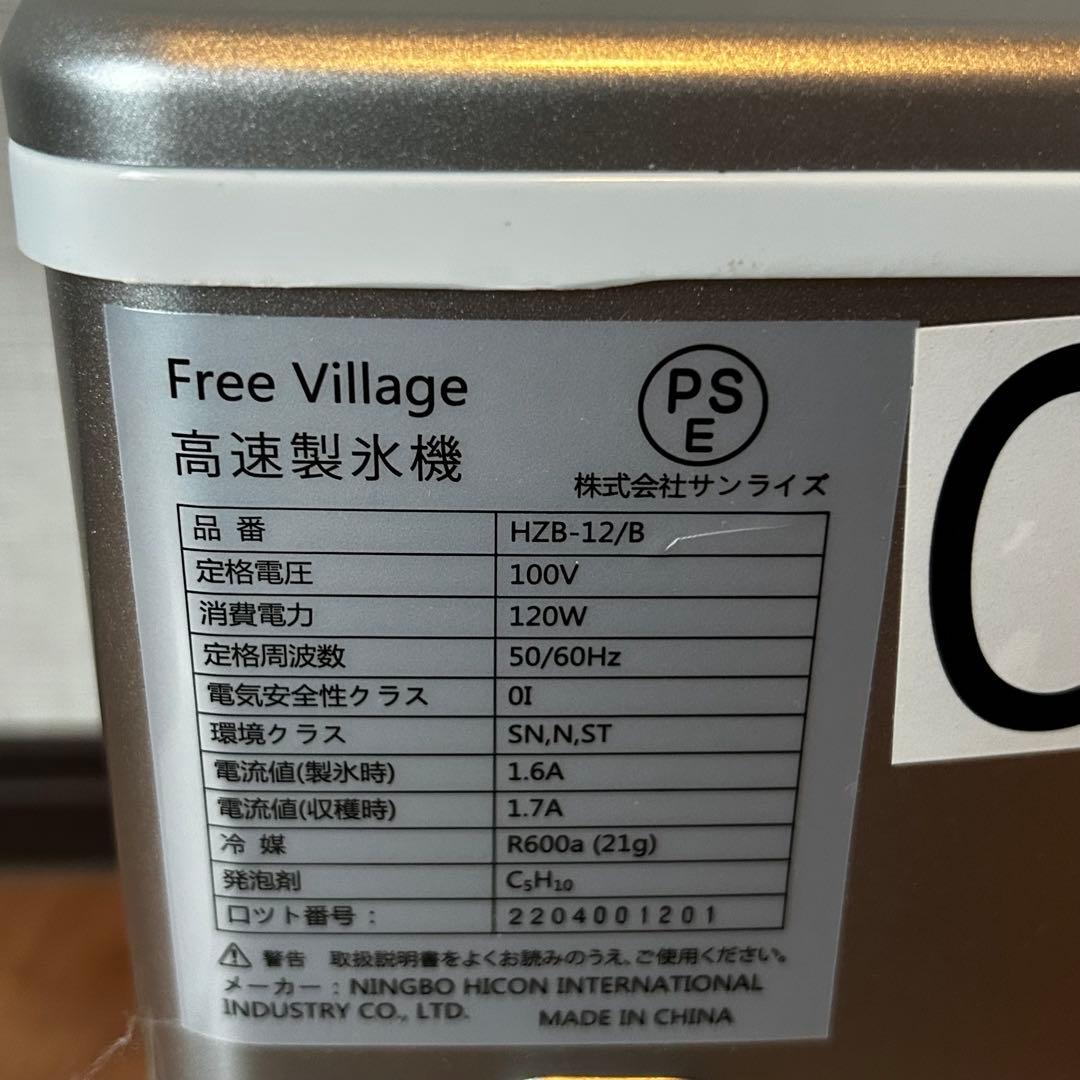 Free Village
高速製氷機
PS
E
株式会社サンライズ
品 番 HZB-12/B
定格電圧 100V
消費電力 120W
定格周波数 50/60Hz
電気安全性クラス 0I
環境クラス SN,N,ST
電流値(製氷時) 1.6A
電流値(収穫時) 1.7A
冷 媒 R600a (21g)
発泡剤 C₅H₁₀
ロット番号： 2204001201
⚠ 警告 取扱説明書をよくお読みのうえ、ご使用ください。
メーカー：NINGBO HICON INTERNATIONAL
INDUSTRY CO., LTD. MADE IN CHINA